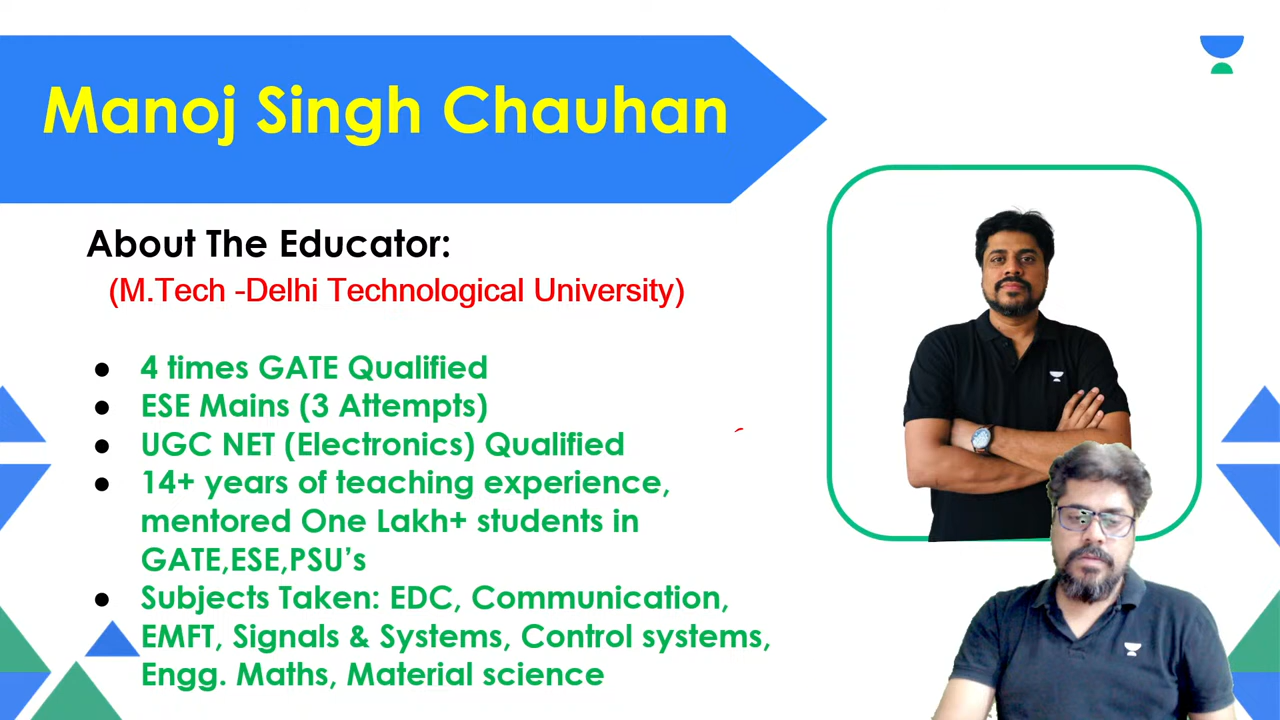 Manoj Singh Chauhan
About The Educator:
(M.Tech -Delhi Technological University)
● 4 times GATE Qualified
● ESE Mains (3 Attempts)
● UGC NET (Electronics) Qualified
● 14+ years of teaching experience,
mentored One Lakh+ students in
GATE,ESE,PSU’s
● Subjects Taken: EDC, Communication,
EMFT, Signals & Systems, Control systems,
Engg. Maths, Material science